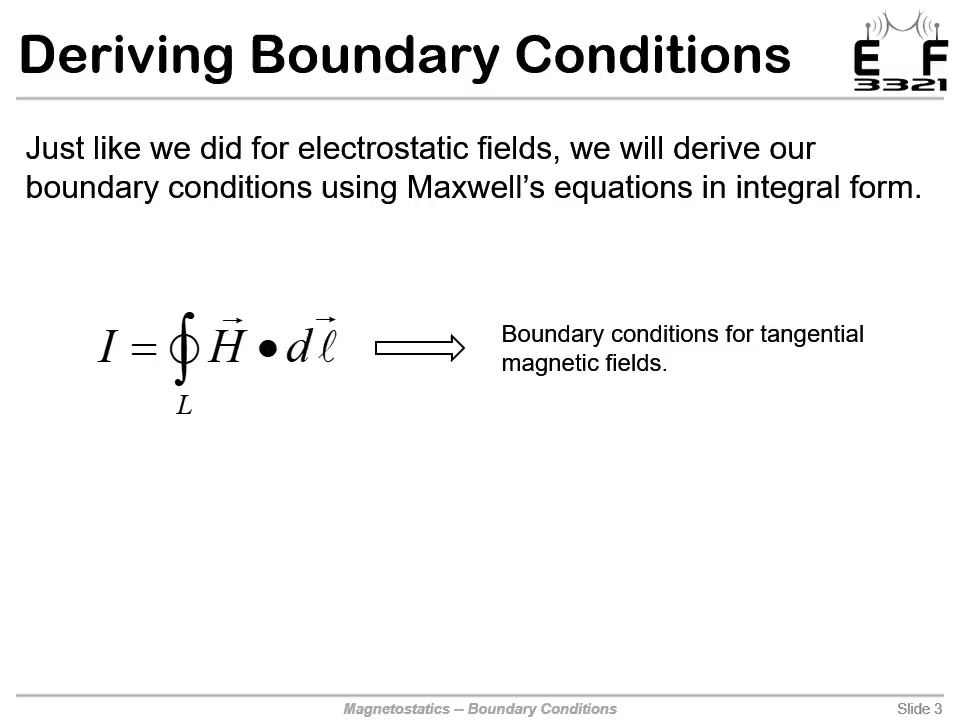 Deriving Boundary Conditions
E F
3321
Just like we did for electrostatic fields, we will derive our
boundary conditions using Maxwell’s equations in integral form.
I = ∮_L H⃗ • dℓ⃗
Boundary conditions for tangential
magnetic fields.
Magnetostatics -- Boundary Conditions
Slide 3